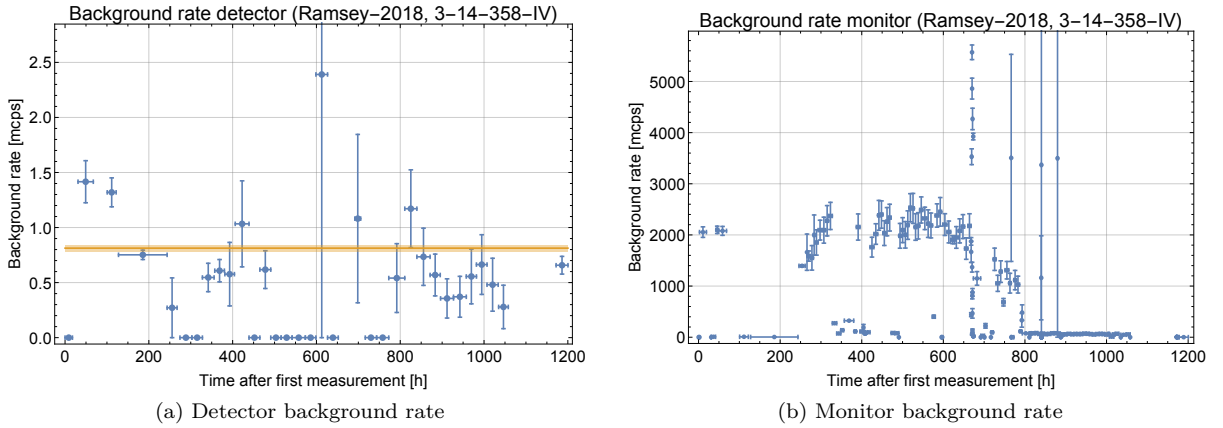 Background rate detector (Ramsey−2018, 3−14−358−IV)
Background rate [mcps]
2.5
2.0
1.5
1.0
0.5
0.0
0 200 400 600 800 1000 1200
Time after first measurement [h]
(a) Detector background rate
Background rate monitor (Ramsey−2018, 3−14−358−IV)
Background rate [mcps]
5000
4000
3000
2000
1000
0
0 200 400 600 800 1000 1200
Time after first measurement [h]
(b) Monitor background rate